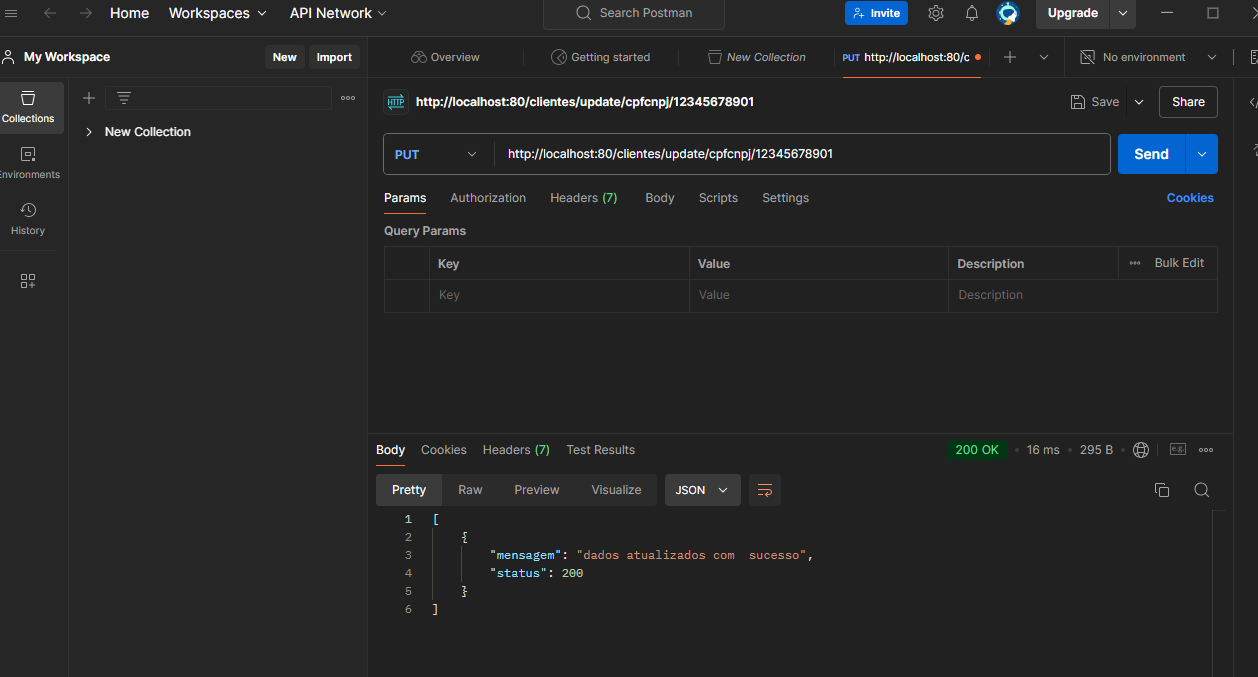 Home Workspaces API Network Search Postman Invite Upgrade
My Workspace New Import Overview Getting started New Collection PUT http://localhost:80/c No environment
Collections
New Collection
Environments
History
HTTP http://localhost:80/clientes/update/cpfcnpj/12345678901 Save Share
PUT http://localhost:80/clientes/update/cpfcnpj/12345678901 Send
Params Authorization Headers (7) Body Scripts Settings Cookies
Query Params
Key Value Description Bulk Edit
Key Value Description
Body Cookies Headers (7) Test Results 200 OK 16 ms 295 B e.g.
Pretty Raw Preview Visualize JSON
1 [
2 {
3 "mensagem": "dados atualizados com  sucesso",
4 "status": 200
5 }
6 ]